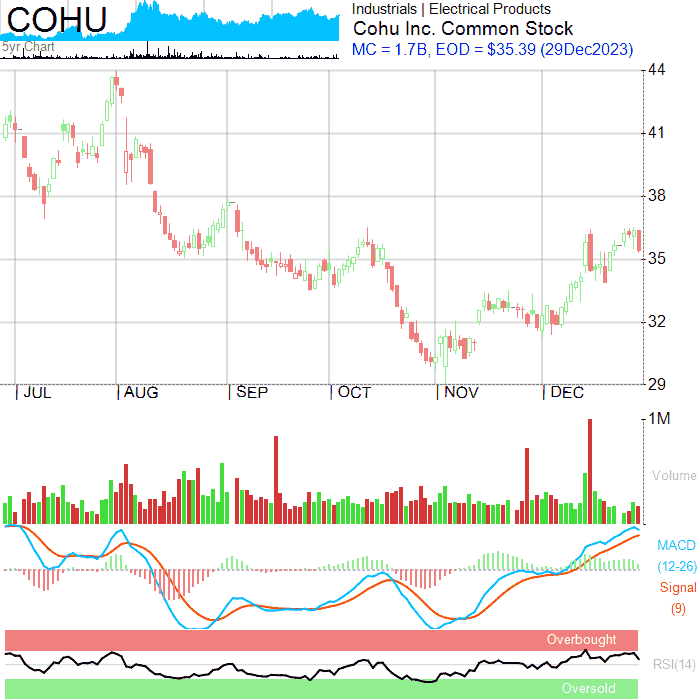 COHU
5yr Chart
Industrials | Electrical Products
Cohu Inc. Common Stock
MC = 1.7B, EOD = $35.39 (29Dec2023)
44
41
38
35
32
29
JUL AUG SEP OCT NOV DEC
1M
Volume
MACD
(12-26)
Signal
(9)
Overbought
RSI(14)
Oversold